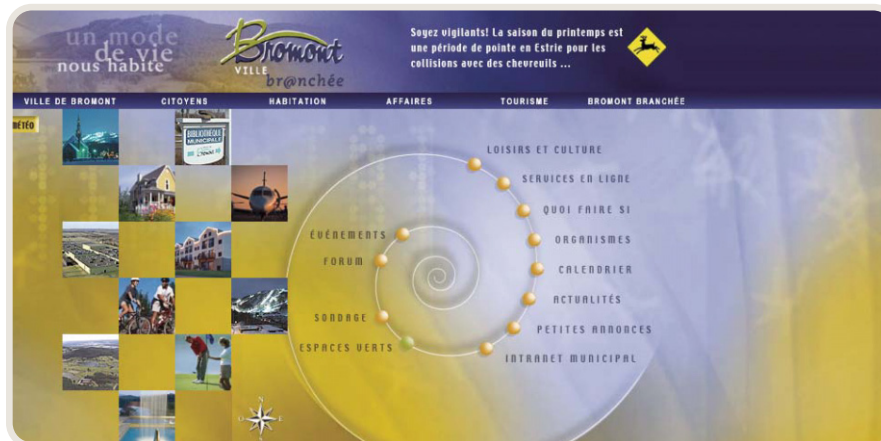 un mode
de vie
nous habite
Bromont
VILLE
br@nchée
Soyez vigilants! La saison du printemps est
une période de pointe en Estrie pour les
collisions avec des chevreuils ...
VILLE DE BROMONT
CITOYENS
HABITATION
AFFAIRES
TOURISME
BROMONT BRANCHÉE
MÉTÉO
BIBLIOTHÈQUE
MUNICIPALE
LOISIRS ET CULTURE
SERVICES EN LIGNE
QUOI FAIRE SI
ORGANISMES
CALENDRIER
ACTUALITÉS
PETITES ANNONCES
INTRANET MUNICIPAL
ÉVÉNEMENTS
FORUM
SONDAGE
ESPACES VERTS
N
O
E